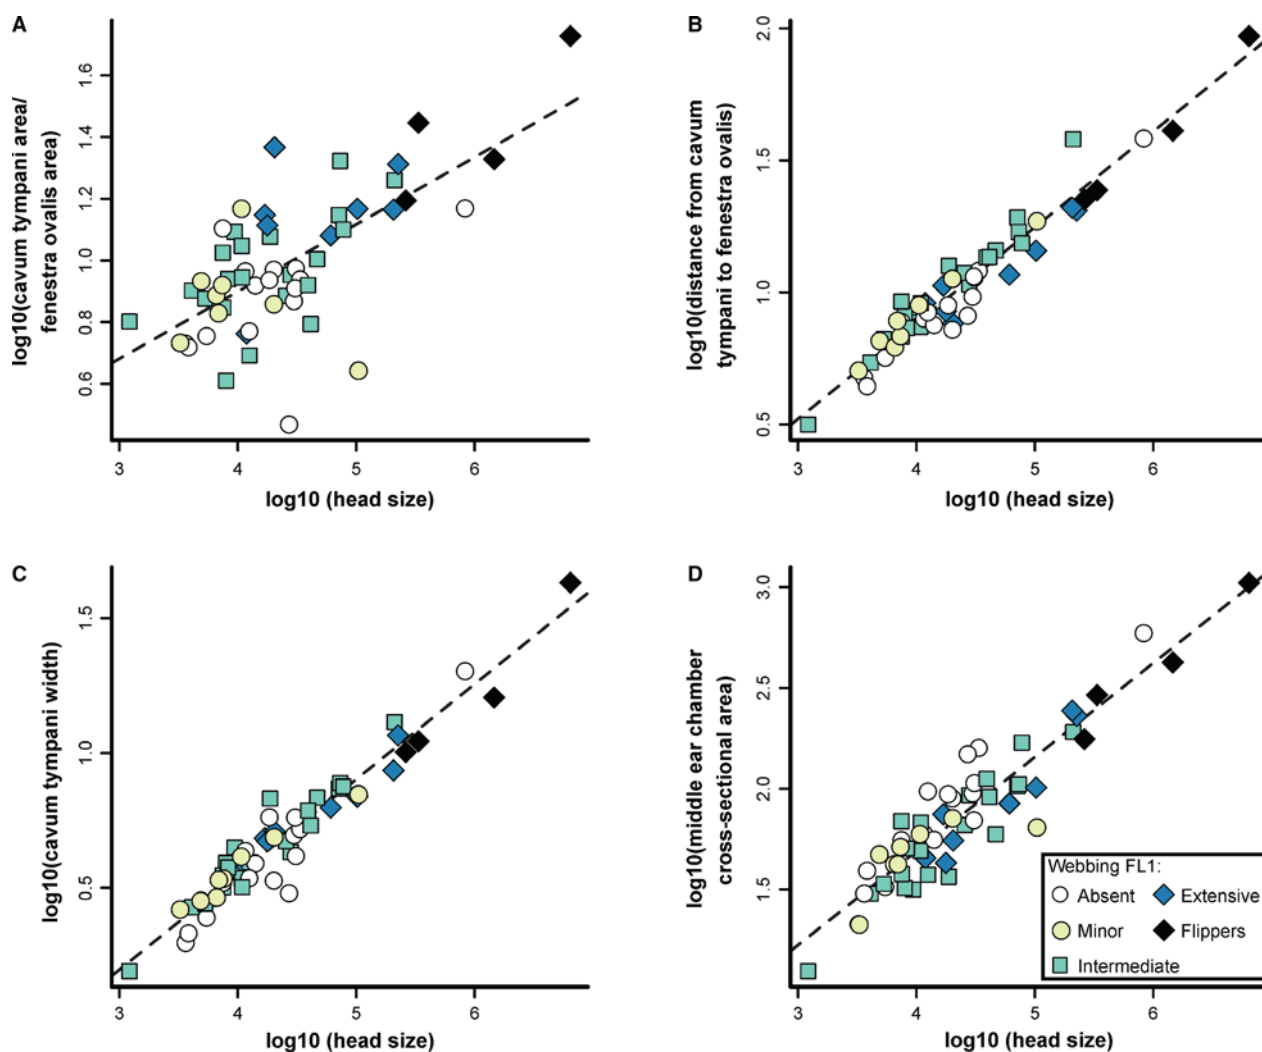 A
log10(cavum tympani area/
fenestra ovalis area)
1.6
1.4
1.2
1.0
0.8
0.6
3 4 5 6
log10 (head size)
B
log10(distance from cavum
tympani to fenestra ovalis)
2.0
1.5
1.0
0.5
3 4 5 6
log10 (head size)
C
log10(cavum tympani width)
1.5
1.0
0.5
3 4 5 6
log10 (head size)
D
log10(middle ear chamber
cross-sectional area)
3.0
2.5
2.0
1.5
3 4 5 6
log10 (head size)
Webbing FL1:
Absent Extensive
Minor Flippers
Intermediate